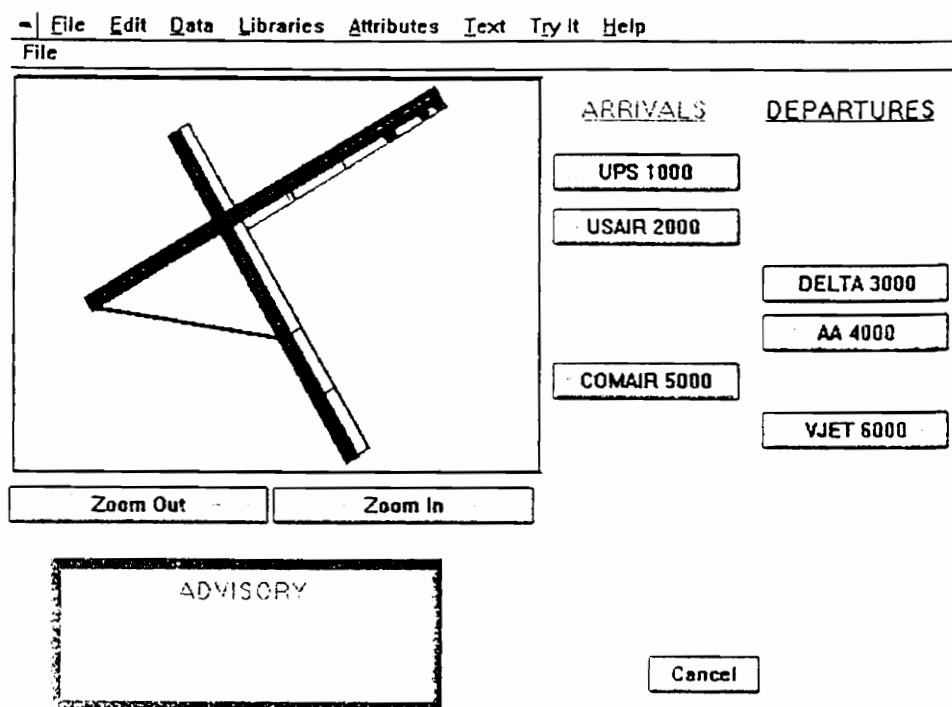 File Edit Data Libraries Attributes Text Try It Help
File
ARRIVALS DEPARTURES
UPS 1000
USAIR 2000
DELTA 3000
AA 4000
COMAIR 5000
VJET 6000
Zoom Out Zoom In
ADVISORY
Cancel